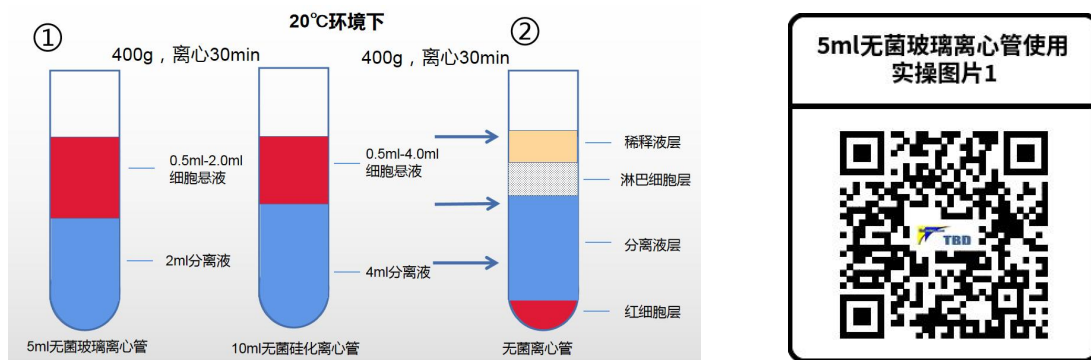 20℃环境下
①
400g，离心30min
400g，离心30min
②
0.5ml-2.0ml
细胞悬液
2ml分离液
5ml无菌玻璃离心管
0.5ml-4.0ml
细胞悬液
4ml分离液
10ml无菌硅化离心管
稀释液层
淋巴细胞层
分离液层
红细胞层
无菌离心管
5ml无菌玻璃离心管使用
实操图片1
TBD